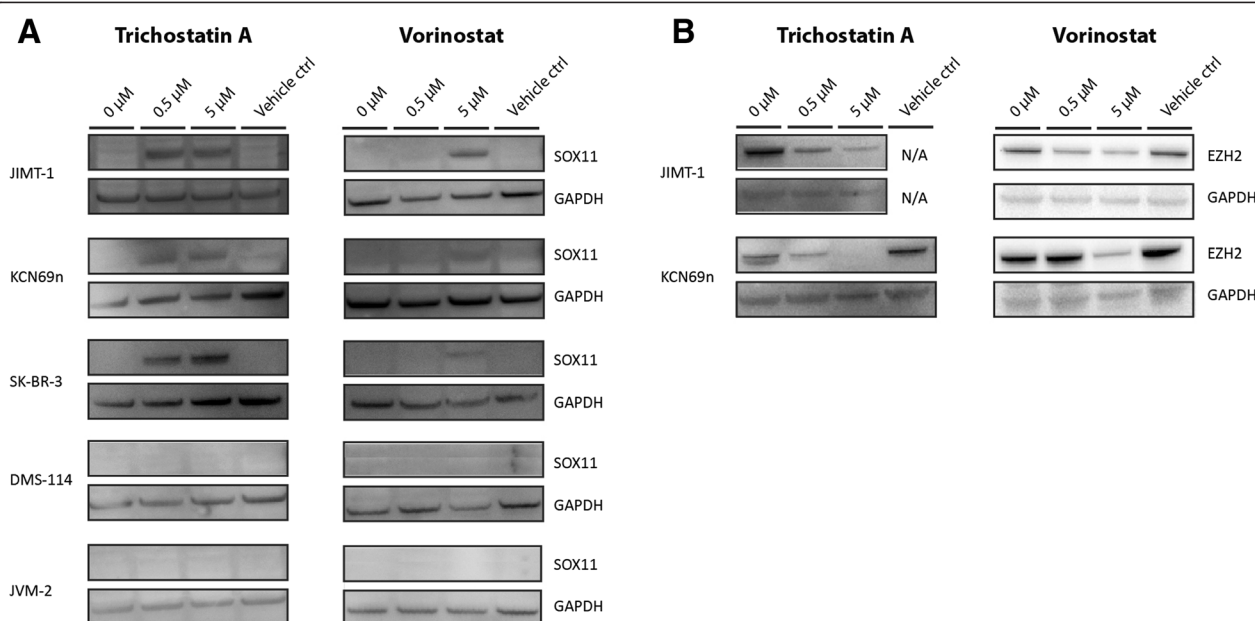 A
Trichostatin A
Vorinostat
0 µM 0.5 µM 5 µM Vehicle ctrl
0 µM 0.5 µM 5 µM Vehicle ctrl
JIMT-1
SOX11
GAPDH
KCN69n
SOX11
GAPDH
SK-BR-3
SOX11
GAPDH
DMS-114
SOX11
GAPDH
JVM-2
SOX11
GAPDH
B
Trichostatin A
Vorinostat
0 µM 0.5 µM 5 µM Vehicle ctrl
0 µM 0.5 µM 5 µM Vehicle ctrl
JIMT-1
N/A
EZH2
N/A
GAPDH
KCN69n
EZH2
GAPDH